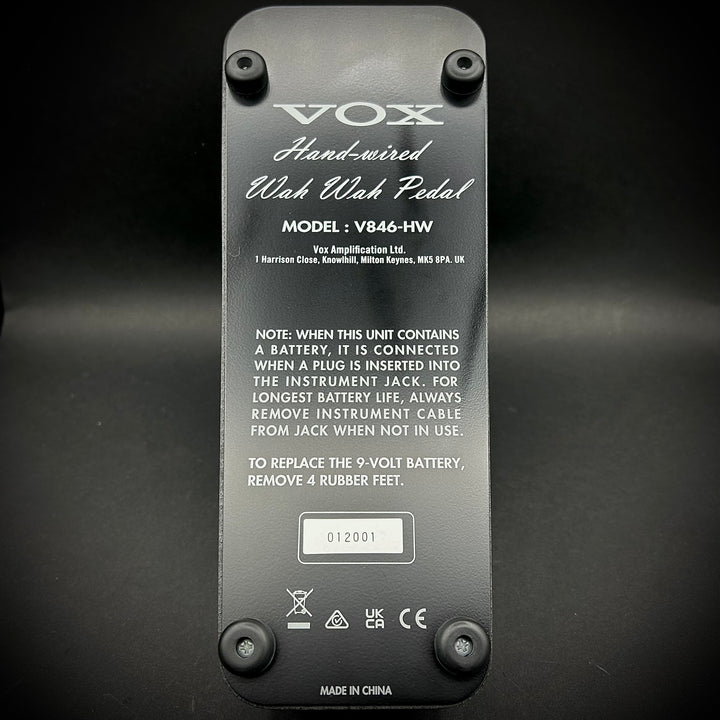 VOX
Hand-wired
Wah Wah Pedal
MODEL : V846-HW
Vox Amplification Ltd.
1 Harrison Close, Knowlhill, Milton Keynes, MK5 8PA. UK
NOTE: WHEN THIS UNIT CONTAINS
A BATTERY, IT IS CONNECTED
WHEN A PLUG IS INSERTED INTO
THE INSTRUMENT JACK. FOR
LONGEST BATTERY LIFE, ALWAYS
REMOVE INSTRUMENT CABLE
FROM JACK WHEN NOT IN USE.
TO REPLACE THE 9-VOLT BATTERY,
REMOVE 4 RUBBER FEET.
012001
UK
CA CE
MADE IN CHINA